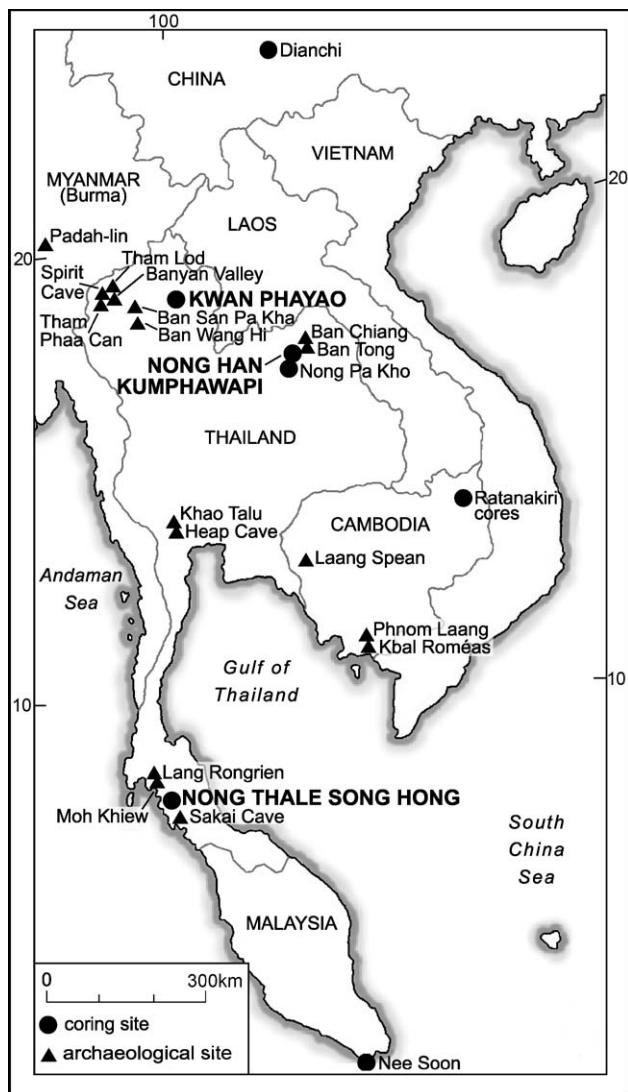 100
Dianchi
CHINA
VIETNAM
20
MYANMAR
(Burma)
LAOS
Padah-lin
20
Tham Lod
Spirit
Cave
Banyan Valley
KWAN PHAYAO
Tham
Phaa Can
Ban San Pa Kha
Ban Wang Hi
Ban Chiang
Ban Tong
NONG HAN
KUMPHAWAPI
Nong Pa Kho
THAILAND
Ratanakiri
cores
Khao Talu
Heap Cave
CAMBODIA
Laang Spean
Andaman
Sea
Phnom Laang
Kbal Roméas
Gulf of
Thailand
10
10
Lang Rongrien
NONG THALE SONG HONG
Moh Khiew
Sakai Cave
South
China
Sea
MALAYSIA
0 300km
coring site
archaeological site
Nee Soon